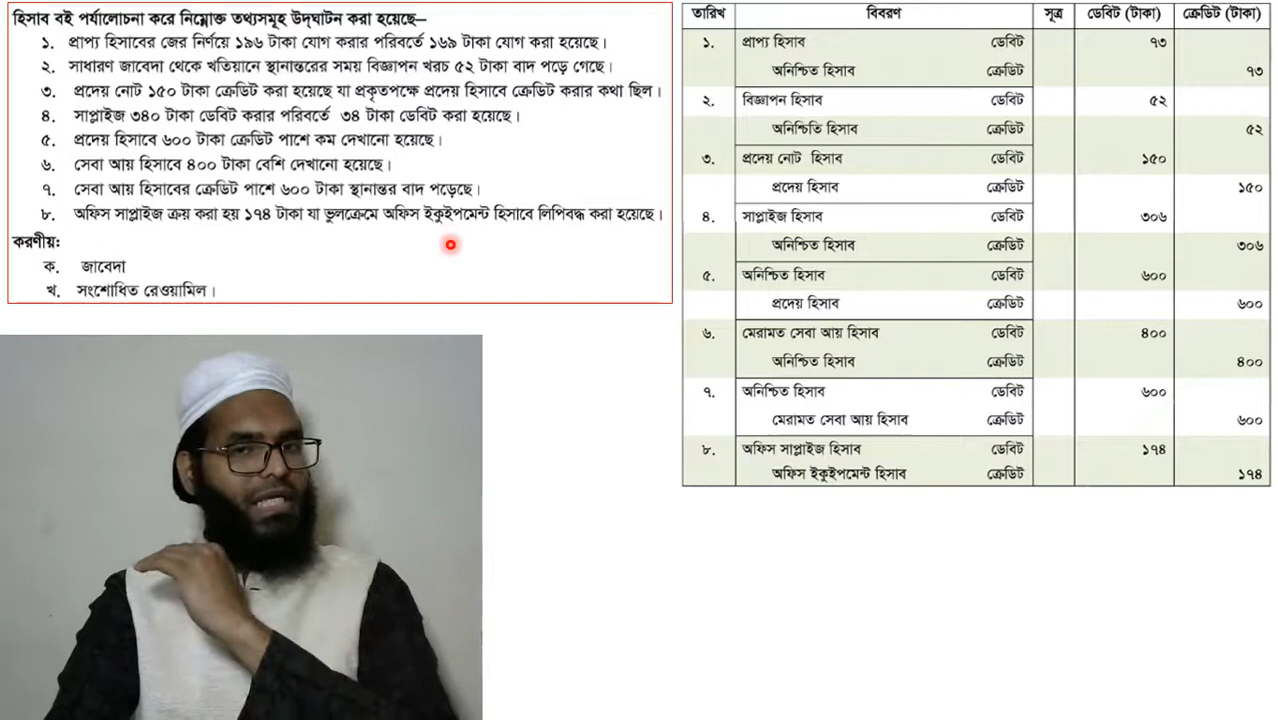 হিসাব বই পর্যালোচনা করে নিম্নোক্ত তথ্যসমূহ উদ্‌ঘাটন করা হয়েছে–
১. প্রাপ্য হিসাবের জের নির্ণয়ে ১৯৬ টাকা যোগ করার পরিবর্তে ১৬৯ টাকা যোগ করা হয়েছে।
২. সাধারণ জাবেদা থেকে খতিয়ানে স্থানান্তরের সময় বিজ্ঞাপন খরচ ৫২ টাকা বাদ পড়ে গেছে।
৩. প্রদেয় নোট ১৫০ টাকা ক্রেডিট করা হয়েছে যা প্রকৃতপক্ষে প্রদেয় হিসাবে ক্রেডিট করার কথা ছিল।
৪. সাপ্লাইজ ৩৪০ টাকা ডেবিট করার পরিবর্তে ৩৪ টাকা ডেবিট করা হয়েছে।
৫. প্রদেয় হিসাবে ৬০০ টাকা ক্রেডিট পাশে কম দেখানো হয়েছে।
৬. সেবা আয় হিসাবে ৪০০ টাকা বেশি দেখানো হয়েছে।
৭. সেবা আয় হিসাবের ক্রেডিট পাশে ৬০০ টাকা স্থানান্তর বাদ পড়েছে।
৮. অফিস সাপ্লাইজ ক্রয় করা হয় ১৭৪ টাকা যা ভুলক্রমে অফিস ইকুইপমেন্ট হিসাবে লিপিবদ্ধ করা হয়েছে।
করণীয়ঃ
ক. জাবেদা
খ. সংশোধিত রেওয়ামিল।
তারিখ বিবরণ সূত্র ডেবিট (টাকা) ক্রেডিট (টাকা)
১. প্রাপ্য হিসাব ডেবিট ৭৩
অনিশ্চিত হিসাব ক্রেডিট ৭৩
২. বিজ্ঞাপন হিসাব ডেবিট ৫২
অনিশ্চিতি হিসাব ক্রেডিট ৫২
৩. প্রদেয় নোট হিসাব ডেবিট ১৫০
প্রদেয় হিসাব ক্রেডিট ১৫০
৪. সাপ্লাইজ হিসাব ডেবিট ৩০৬
অনিশ্চিত হিসাব ক্রেডিট ৩০৬
৫. অনিশ্চিত হিসাব ডেবিট ৬০০
প্রদেয় হিসাব ক্রেডিট ৬০০
৬. মেরামত সেবা আয় হিসাব ডেবিট ৪০০
অনিশ্চিত হিসাব ক্রেডিট ৪০০
৭. অনিশ্চিত হিসাব ডেবিট ৬০০
মেরামত সেবা আয় হিসাব ক্রেডিট ৬০০
৮. অফিস সাপ্লাইজ হিসাব ডেবিট ১৭৪
অফিস ইকুইপমেন্ট হিসাব ক্রেডিট ১৭৪